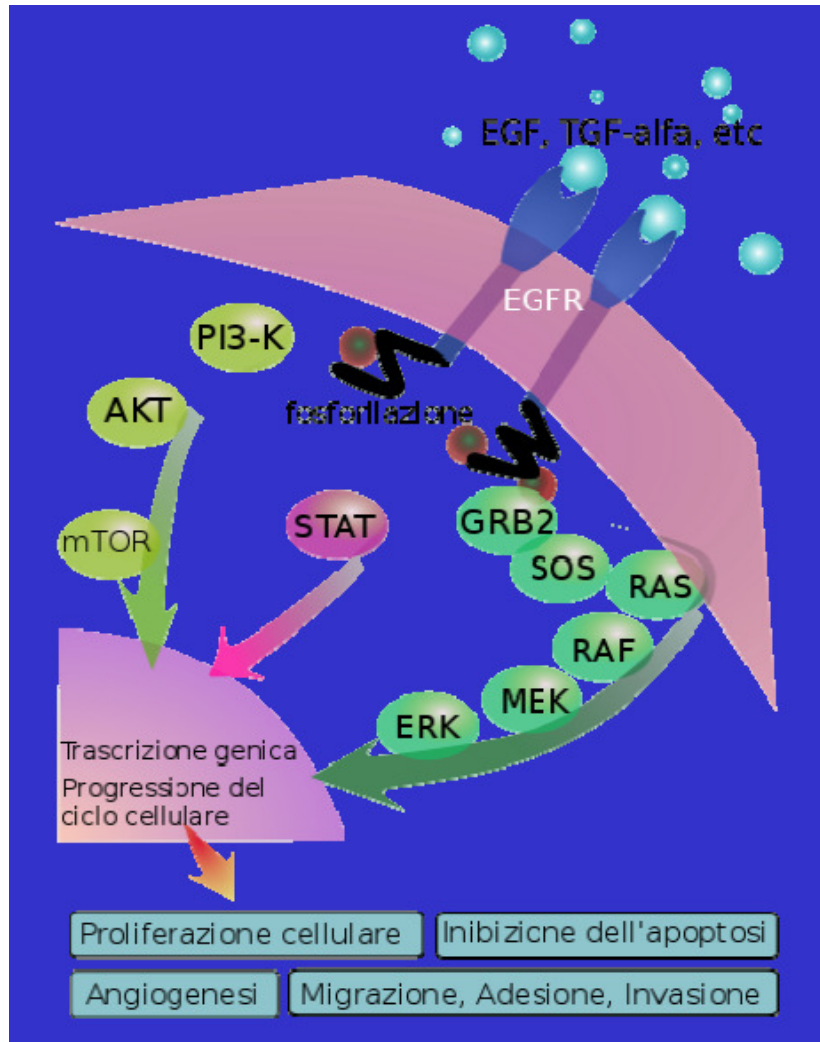 EGF, TGF-alfa, etc
EGFR
PI3-K
AKT
fosforilazione
mTOR
STAT
GRB2
...
SOS
RAS
RAF
MEK
ERK
Trascrizione genica
Progressione del
ciclo cellulare
Proliferazione cellulare
Inibizione dell'apoptosi
Angiogenesi
Migrazione, Adesione, Invasione